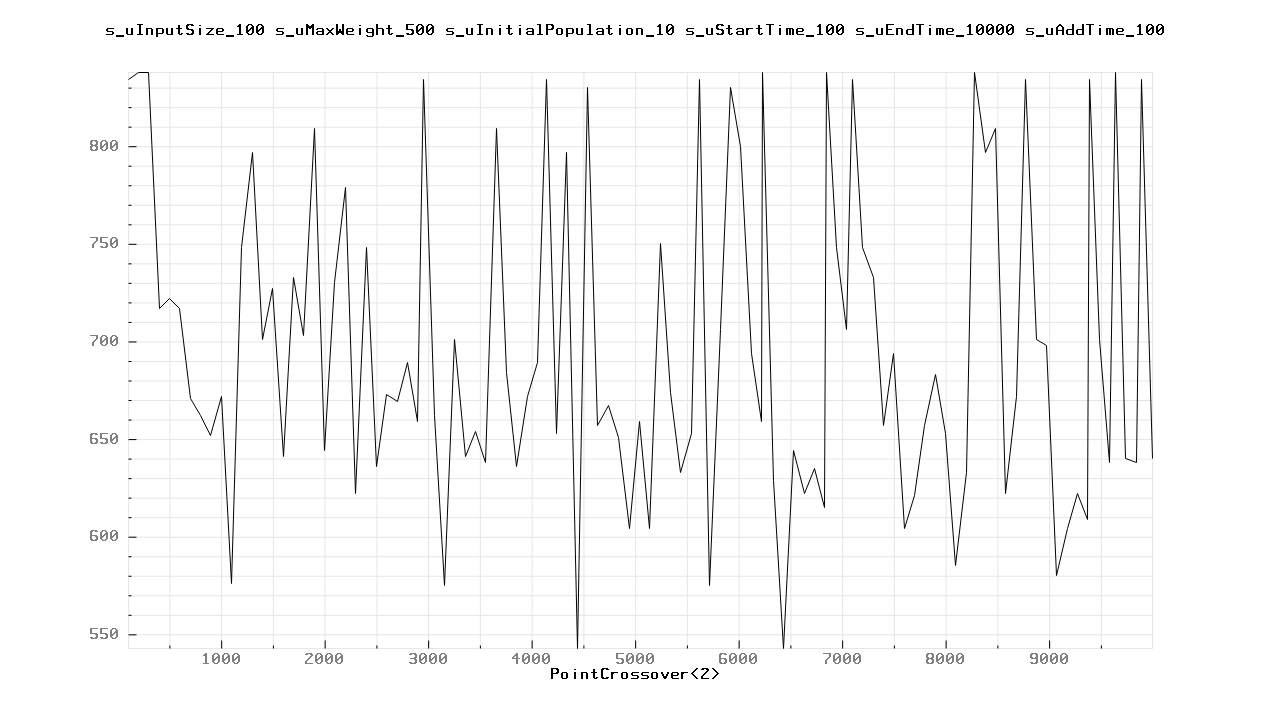 s_uInputSize_100 s_uMaxWeight_500 s_uInitialPopulation_10 s_uStartTime_100 s_uEndTime_10000 s_uAddTime_100
800
750
700
650
600
550
1000 2000 3000 4000 5000 6000 7000 8000 9000
PointCrossover<2>